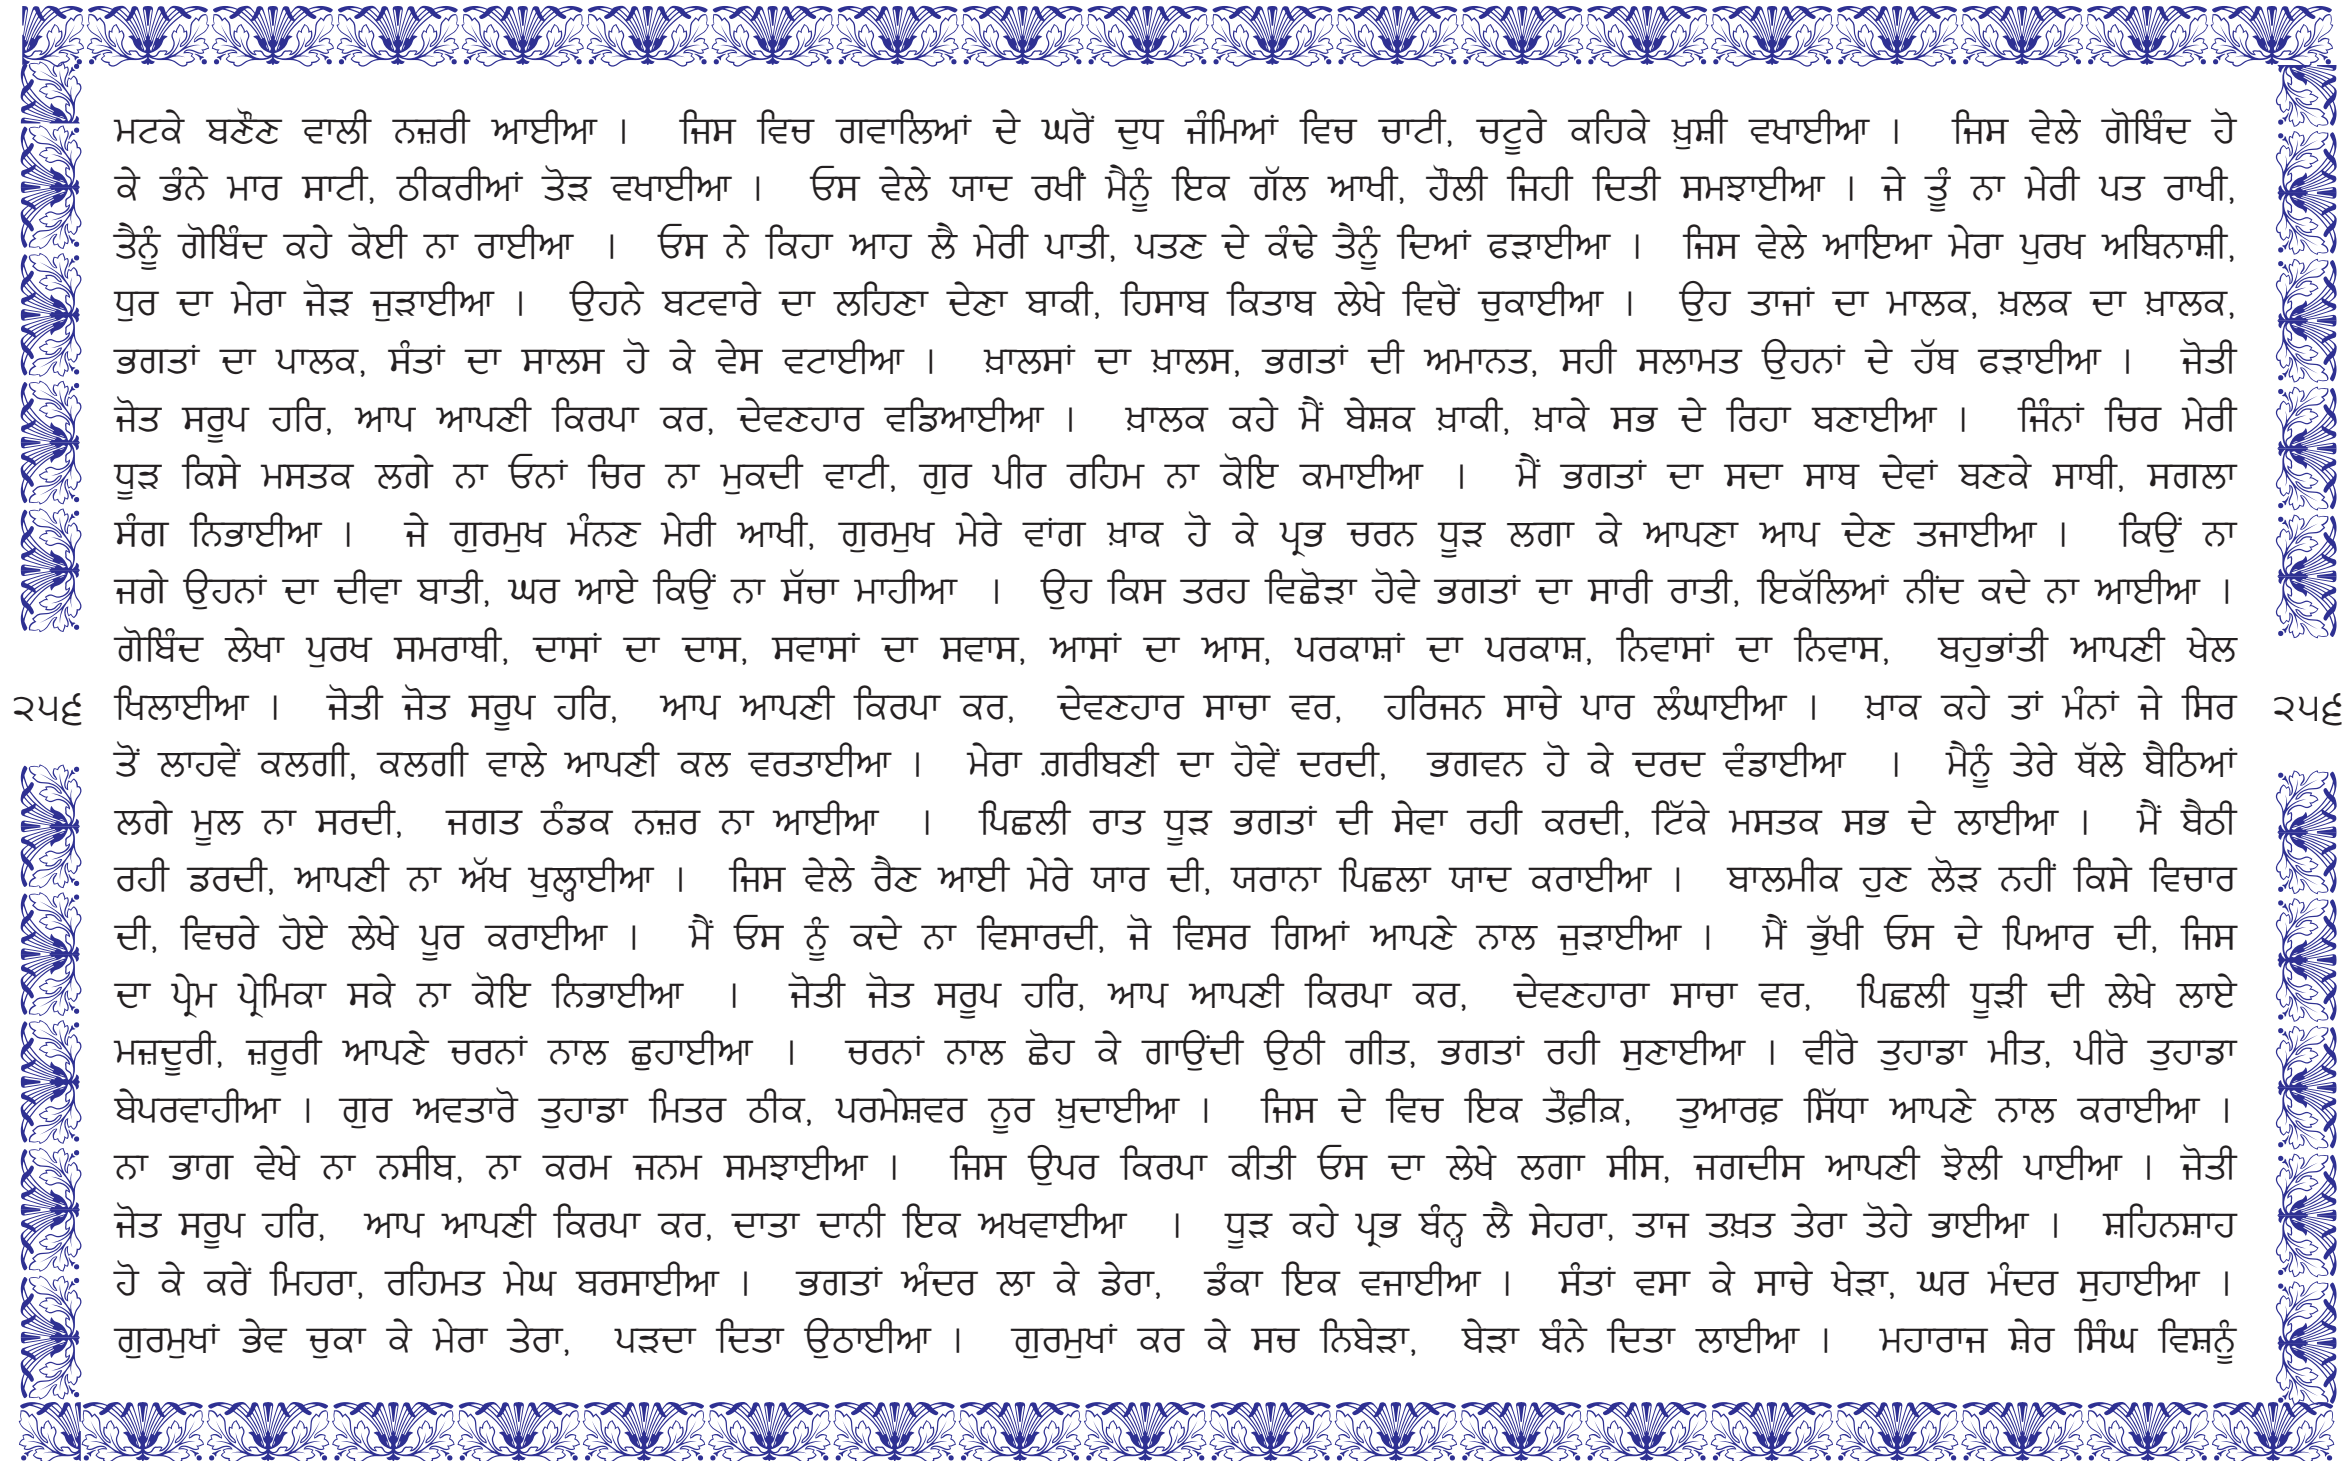 ਮਟਕੇ ਬਣੌਣ ਵਾਲੀ ਨਜ਼ਰੀ ਆਈਆ । ਜਿਸ ਵਿਚ ਗਵਾਲਿਆਂ ਦੇ ਘਰੋਂ ਦੁਧ ਜੰਮਿਆਂ ਵਿਚ ਚਾਟੀ, ਚਟੂਰੇ ਕਹਿਕੇ ਖ਼ੁਸ਼ੀ ਵਖਾਈਆ । ਜਿਸ ਵੇਲੇ ਗੋਬਿੰਦ ਹੋ
ਕੇ ਭੰਨੇ ਮਾਰ ਸਾਟੀ, ਠੀਕਰੀਆਂ ਤੋੜ ਵਖਾਈਆ । ਓਸ ਵੇਲੇ ਯਾਦ ਰਖੀਂ ਮੈਨੂੰ ਇਕ ਗੱਲ ਆਖੀ, ਹੌਲੀ ਜਿਹੀ ਦਿਤੀ ਸਮਝਾਈਆ । ਜੇ ਤੂੰ ਨਾ ਮੇਰੀ ਪਤ ਰਾਖੀ,
ਤੈਨੂੰ ਗੋਬਿੰਦ ਕਹੇ ਕੋਈ ਨਾ ਰਾਈਆ । ਓਸ ਨੇ ਕਿਹਾ ਆਹ ਲੈ ਮੇਰੀ ਪਾਤੀ, ਪਤਣ ਦੇ ਕੰਢੇ ਤੈਨੂੰ ਦਿਆਂ ਫੜਾਈਆ । ਜਿਸ ਵੇਲੇ ਆਇਆ ਮੇਰਾ ਪੁਰਖ ਅਬਿਨਾਸ਼ੀ,
ਧੁਰ ਦਾ ਮੇਰਾ ਜੋੜ ਜੁੜਾਈਆ । ਉਹਨੇ ਬਟਵਾਰੇ ਦਾ ਲਹਿਣਾ ਦੇਣਾ ਬਾਕੀ, ਹਿਸਾਬ ਕਿਤਾਬ ਲੇਖੇ ਵਿਚੋਂ ਚੁਕਾਈਆ । ਉਹ ਤਾਜਾਂ ਦਾ ਮਾਲਕ, ਖ਼ਲਕ ਦਾ ਖ਼ਾਲਕ,
ਭਗਤਾਂ ਦਾ ਪਾਲਕ, ਸੰਤਾਂ ਦਾ ਸਾਲਸ ਹੋ ਕੇ ਵੇਸ ਵਟਾਈਆ । ਖ਼ਾਲਸਾਂ ਦਾ ਖ਼ਾਲਸ, ਭਗਤਾਂ ਦੀ ਅਮਾਨਤ, ਸਹੀ ਸਲਾਮਤ ਉਹਨਾਂ ਦੇ ਹੱਥ ਫੜਾਈਆ । ਜੋਤੀ
ਜੋਤ ਸਰੂਪ ਹਰਿ, ਆਪ ਆਪਣੀ ਕਿਰਪਾ ਕਰ, ਦੇਵਣਹਾਰ ਵਡਿਆਈਆ । ਖ਼ਾਲਕ ਕਹੇ ਮੈਂ ਬੇਸ਼ਕ ਖ਼ਾਕੀ, ਖ਼ਾਕੇ ਸਭ ਦੇ ਰਿਹਾ ਬਣਾਈਆ । ਜਿੰਨਾਂ ਚਿਰ ਮੇਰੀ
ਧੂੜ ਕਿਸੇ ਮਸਤਕ ਲਗੇ ਨਾ ਓਨਾਂ ਚਿਰ ਨਾ ਮੁਕਦੀ ਵਾਟੀ, ਗੁਰ ਪੀਰ ਰਹਿਮ ਨਾ ਕੋਇ ਕਮਾਈਆ । ਮੈਂ ਭਗਤਾਂ ਦਾ ਸਦਾ ਸਾਥ ਦੇਵਾਂ ਬਣਕੇ ਸਾਥੀ, ਸਗਲਾ
ਸੰਗ ਨਿਭਾਈਆ । ਜੇ ਗੁਰਮੁਖ ਮੰਨਣ ਮੇਰੀ ਆਖੀ, ਗੁਰਮੁਖ ਮੇਰੇ ਵਾਂਗ ਖ਼ਾਕ ਹੋ ਕੇ ਪ੍ਰਭ ਚਰਨ ਧੂੜ ਲਗਾ ਕੇ ਆਪਣਾ ਆਪ ਦੇਣ ਤਜਾਈਆ । ਕਿਉਂ ਨਾ
ਜਗੇ ਉਹਨਾਂ ਦਾ ਦੀਵਾ ਬਾਤੀ, ਘਰ ਆਏ ਕਿਉਂ ਨਾ ਸੱਚਾ ਮਾਹੀਆ । ਉਹ ਕਿਸ ਤਰਹ ਵਿਛੋੜਾ ਹੋਵੇ ਭਗਤਾਂ ਦਾ ਸਾਰੀ ਰਾਤੀ, ਇਕੱਲਿਆਂ ਨੀਂਦ ਕਦੇ ਨਾ ਆਈਆ ।
ਗੋਬਿੰਦ ਲੇਖਾ ਪੁਰਖ ਸਮਰਾਥੀ, ਦਾਸਾਂ ਦਾ ਦਾਸ, ਸਵਾਸਾਂ ਦਾ ਸਵਾਸ, ਆਸਾਂ ਦਾ ਆਸ, ਪਰਕਾਸ਼ਾਂ ਦਾ ਪਰਕਾਸ਼, ਨਿਵਾਸਾਂ ਦਾ ਨਿਵਾਸ, ਬਹੁਭਾਂਤੀ ਆਪਣੀ ਖੇਲ
੨੫੬ ਖਿਲਾਈਆ । ਜੋਤੀ ਜੋਤ ਸਰੂਪ ਹਰਿ, ਆਪ ਆਪਣੀ ਕਿਰਪਾ ਕਰ, ਦੇਵਣਹਾਰ ਸਾਚਾ ਵਰ, ਹਰਿਜਨ ਸਾਚੇ ਪਾਰ ਲੰਘਾਈਆ । ਖ਼ਾਕ ਕਹੇ ਤਾਂ ਮੰਨਾਂ ਜੇ ਸਿਰ ੨੫੬
ਤੋਂ ਲਾਹਵੇਂ ਕਲਗੀ, ਕਲਗੀ ਵਾਲੇ ਆਪਣੀ ਕਲ ਵਰਤਾਈਆ । ਮੇਰਾ ਗ਼ਰੀਬਣੀ ਦਾ ਹੋਵੇਂ ਦਰਦੀ, ਭਗਵਨ ਹੋ ਕੇ ਦਰਦ ਵੰਡਾਈਆ । ਮੈਨੂੰ ਤੇਰੇ ਥੱਲੇ ਬੈਠਿਆਂ
ਲਗੇ ਮੂਲ ਨਾ ਸਰਦੀ, ਜਗਤ ਠੰਡਕ ਨਜ਼ਰ ਨਾ ਆਈਆ । ਪਿਛਲੀ ਰਾਤ ਧੂੜ ਭਗਤਾਂ ਦੀ ਸੇਵਾ ਰਹੀ ਕਰਦੀ, ਟਿੱਕੇ ਮਸਤਕ ਸਭ ਦੇ ਲਾਈਆ । ਮੈਂ ਬੈਠੀ
ਰਹੀ ਡਰਦੀ, ਆਪਣੀ ਨਾ ਅੱਖ ਖੁਲ੍ਹਾਈਆ । ਜਿਸ ਵੇਲੇ ਰੈਣ ਆਈ ਮੇਰੇ ਯਾਰ ਦੀ, ਯਰਾਨਾ ਪਿਛਲਾ ਯਾਦ ਕਰਾਈਆ । ਬਾਲਮੀਕ ਹੁਣ ਲੋੜ ਨਹੀਂ ਕਿਸੇ ਵਿਚਾਰ
ਦੀ, ਵਿਚਰੇ ਹੋਏ ਲੇਖੇ ਪੂਰ ਕਰਾਈਆ । ਮੈਂ ਓਸ ਨੂੰ ਕਦੇ ਨਾ ਵਿਸਾਰਦੀ, ਜੋ ਵਿਸਰ ਗਿਆਂ ਆਪਣੇ ਨਾਲ ਜੁੜਾਈਆ । ਮੈਂ ਭੁੱਖੀ ਓਸ ਦੇ ਪਿਆਰ ਦੀ, ਜਿਸ
ਦਾ ਪ੍ਰੇਮ ਪ੍ਰੇਮਿਕਾ ਸਕੇ ਨਾ ਕੋਇ ਨਿਭਾਈਆ । ਜੋਤੀ ਜੋਤ ਸਰੂਪ ਹਰਿ, ਆਪ ਆਪਣੀ ਕਿਰਪਾ ਕਰ, ਦੇਵਣਹਾਰਾ ਸਾਚਾ ਵਰ, ਪਿਛਲੀ ਧੂੜੀ ਦੀ ਲੇਖੇ ਲਾਏ
ਮਜ਼ਦੂਰੀ, ਜ਼ਰੂਰੀ ਆਪਣੇ ਚਰਨਾਂ ਨਾਲ ਛੁਹਾਈਆ । ਚਰਨਾਂ ਨਾਲ ਛੋਹ ਕੇ ਗਾਉਂਦੀ ਉਠੀ ਗੀਤ, ਭਗਤਾਂ ਰਹੀ ਸੁਣਾਈਆ । ਵੀਰੋ ਤੁਹਾਡਾ ਮੀਤ, ਪੀਰੋ ਤੁਹਾਡਾ
ਬੇਪਰਵਾਹੀਆ । ਗੁਰ ਅਵਤਾਰੋ ਤੁਹਾਡਾ ਮਿਤਰ ਠੀਕ, ਪਰਮੇਸ਼ਵਰ ਨੂਰ ਖ਼ੁਦਾਈਆ । ਜਿਸ ਦੇ ਵਿਚ ਇਕ ਤੌਫ਼ੀਕ਼, ਤੁਆਰਫ਼ ਸਿੱਧਾ ਆਪਣੇ ਨਾਲ ਕਰਾਈਆ ।
ਨਾ ਭਾਗ ਵੇਖੇ ਨਾ ਨਸੀਬ, ਨਾ ਕਰਮ ਜਨਮ ਸਮਝਾਈਆ । ਜਿਸ ਉਪਰ ਕਿਰਪਾ ਕੀਤੀ ਓਸ ਦਾ ਲੇਖੇ ਲਗਾ ਸੀਸ, ਜਗਦੀਸ ਆਪਣੀ ਝੋਲੀ ਪਾਈਆ । ਜੋਤੀ
ਜੋਤ ਸਰੂਪ ਹਰਿ, ਆਪ ਆਪਣੀ ਕਿਰਪਾ ਕਰ, ਦਾਤਾ ਦਾਨੀ ਇਕ ਅਖਵਾਈਆ । ਧੂੜ ਕਹੇ ਪ੍ਰਭ ਬੰਨ੍ਹ ਲੈ ਸੇਹਰਾ, ਤਾਜ ਤਖ਼ਤ ਤੇਰਾ ਤੋਹੇ ਭਾਈਆ । ਸ਼ਹਿਨਸ਼ਾਹ
ਹੋ ਕੇ ਕਰੇਂ ਮਿਹਰਾ, ਰਹਿਮਤ ਮੇਘ ਬਰਸਾਈਆ । ਭਗਤਾਂ ਅੰਦਰ ਲਾ ਕੇ ਡੇਰਾ, ਡੰਕਾ ਇਕ ਵਜਾਈਆ । ਸੰਤਾਂ ਵਸਾ ਕੇ ਸਾਚੇ ਖੇੜਾ, ਘਰ ਮੰਦਰ ਸੁਹਾਈਆ ।
ਗੁਰਮੁਖਾਂ ਭੇਵ ਚੁਕਾ ਕੇ ਮੇਰਾ ਤੇਰਾ, ਪੜਦਾ ਦਿਤਾ ਉਠਾਈਆ । ਗੁਰਮੁਖਾਂ ਕਰ ਕੇ ਸਚ ਨਿਬੇੜਾ, ਬੇੜਾ ਬੰਨੇ ਦਿਤਾ ਲਾਈਆ । ਮਹਾਰਾਜ ਸ਼ੇਰ ਸਿੰਘ ਵਿਸ਼ਨੂੰ